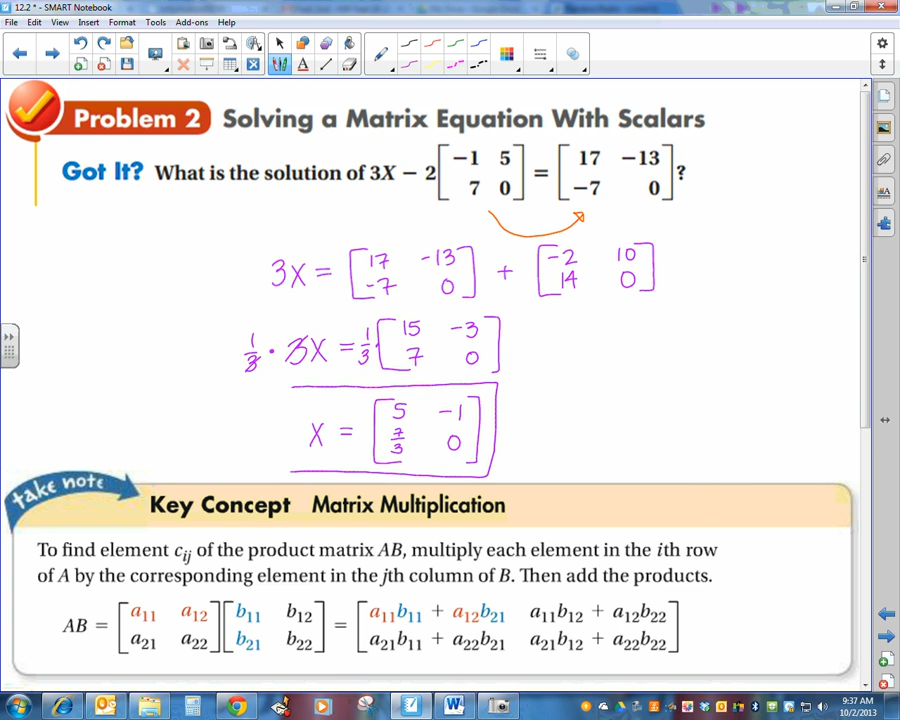 12.2 * - SMART Notebook
File Edit View Insert Format Tools Add-ons Help
Problem 2 Solving a Matrix Equation With Scalars
Got It? What is the solution of 3X − 2 [ −1 5 ] = [ 17 −13 ] ?
[ 7 0 ] [ −7 0 ]
3X = [ 17 -13 ] + [ -2 10 ]
[ -7 0 ] [ 14 0 ]
1/3 · 3X = 1/3 [ 15 -3 ]
[ 7 0 ]
X = [ 5 -1 ]
[ 7/3 0 ]
take note
Key Concept Matrix Multiplication
To find element cij of the product matrix AB, multiply each element in the ith row
of A by the corresponding element in the jth column of B. Then add the products.
AB = [ a11 a12 ] [ b11 b12 ] = [ a11b11 + a12b21 a11b12 + a12b22 ]
[ a21 a22 ] [ b21 b22 ] [ a21b11 + a22b21 a21b12 + a22b22 ]
9:37 AM
10/2/2013